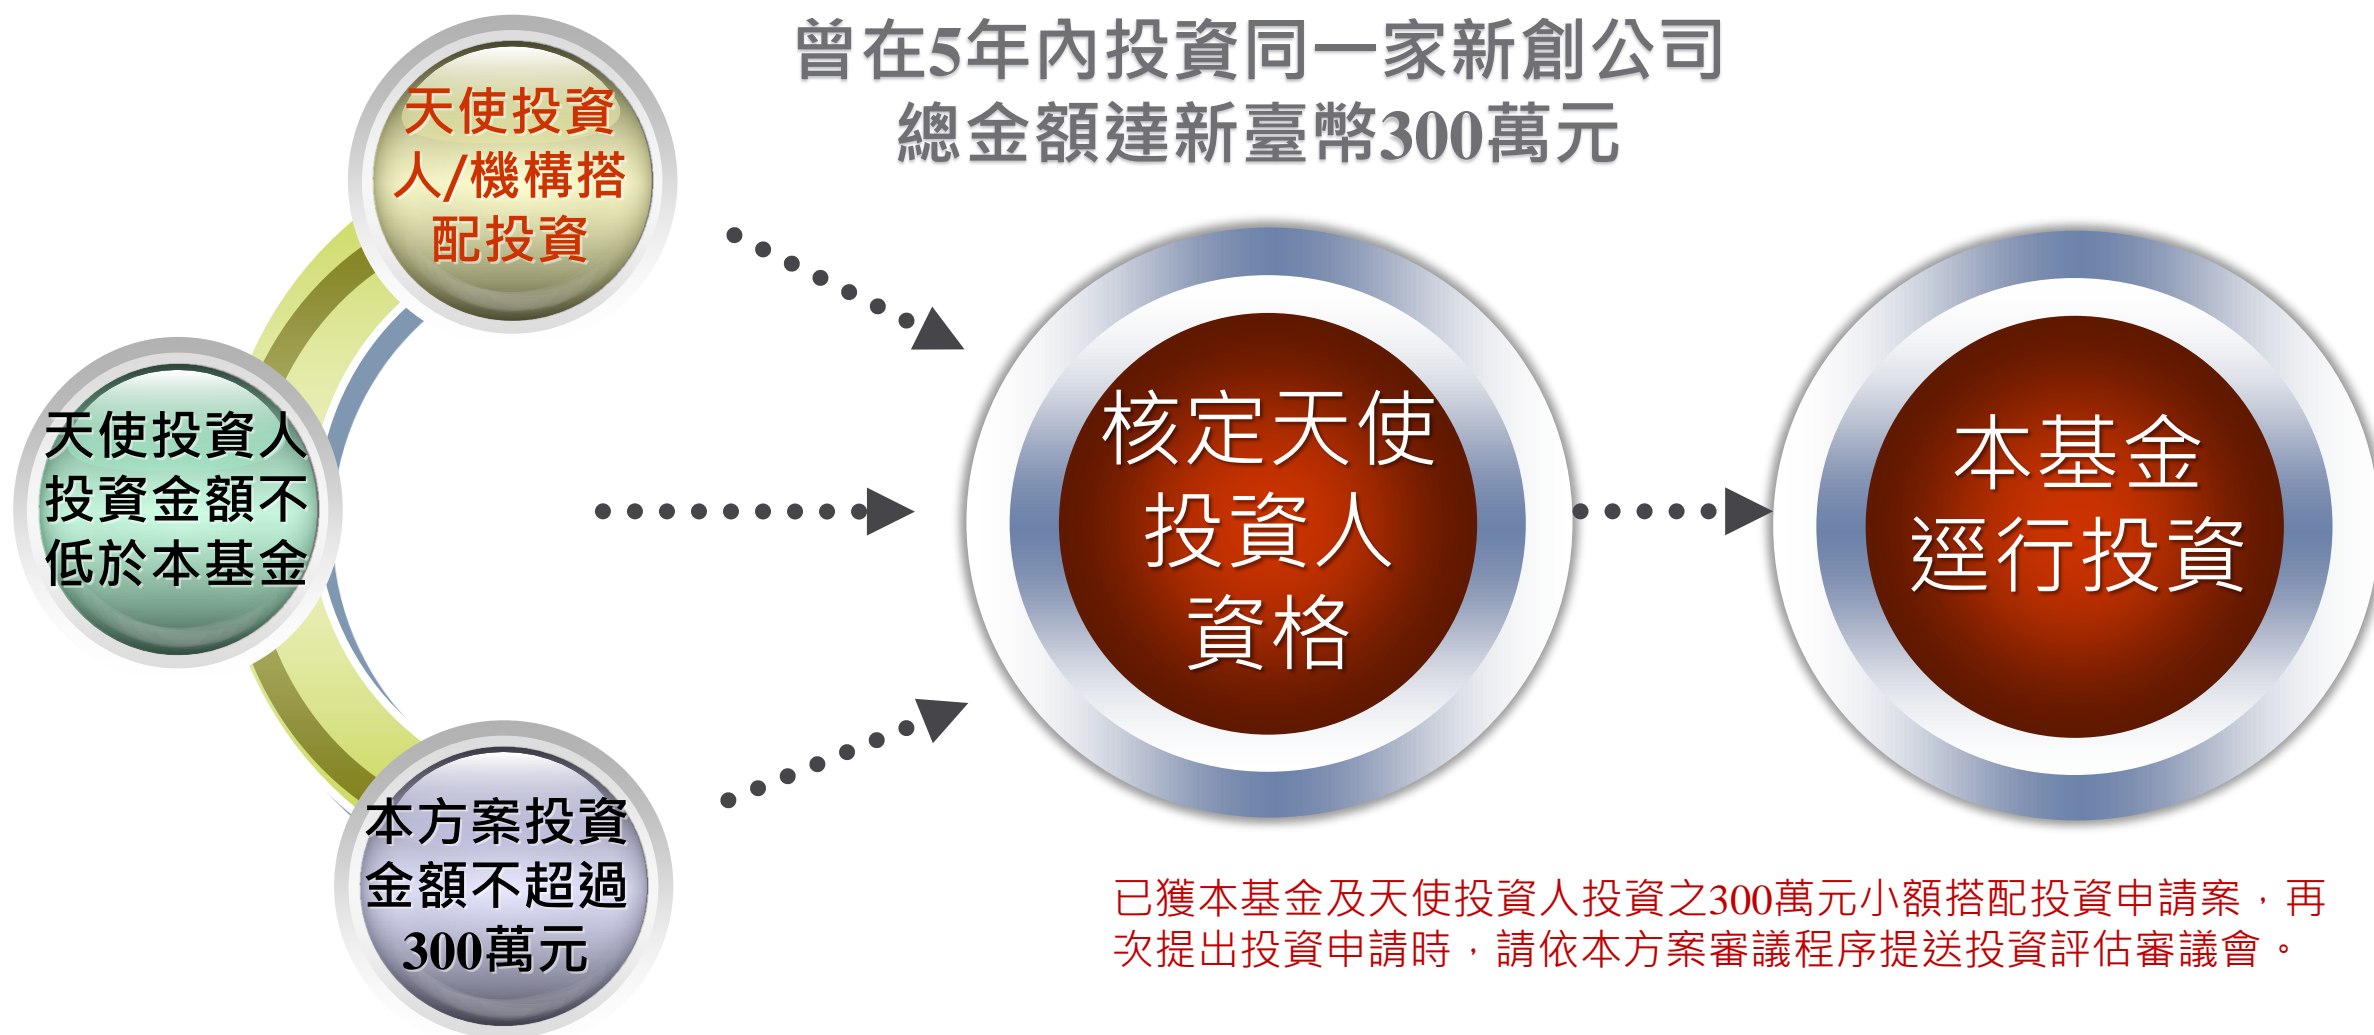 曾在5年內投資同一家新創公司
總金額達新臺幣300萬元
天使投資
人/機構搭
配投資
天使投資人
投資金額不
低於本基金
本方案投資
金額不超過
300萬元
核定天使
投資人
資格
本基金
逕行投資
已獲本基金及天使投資人投資之300萬元小額搭配投資申請案，再
次提出投資申請時，請依本方案審議程序提送投資評估審議會。